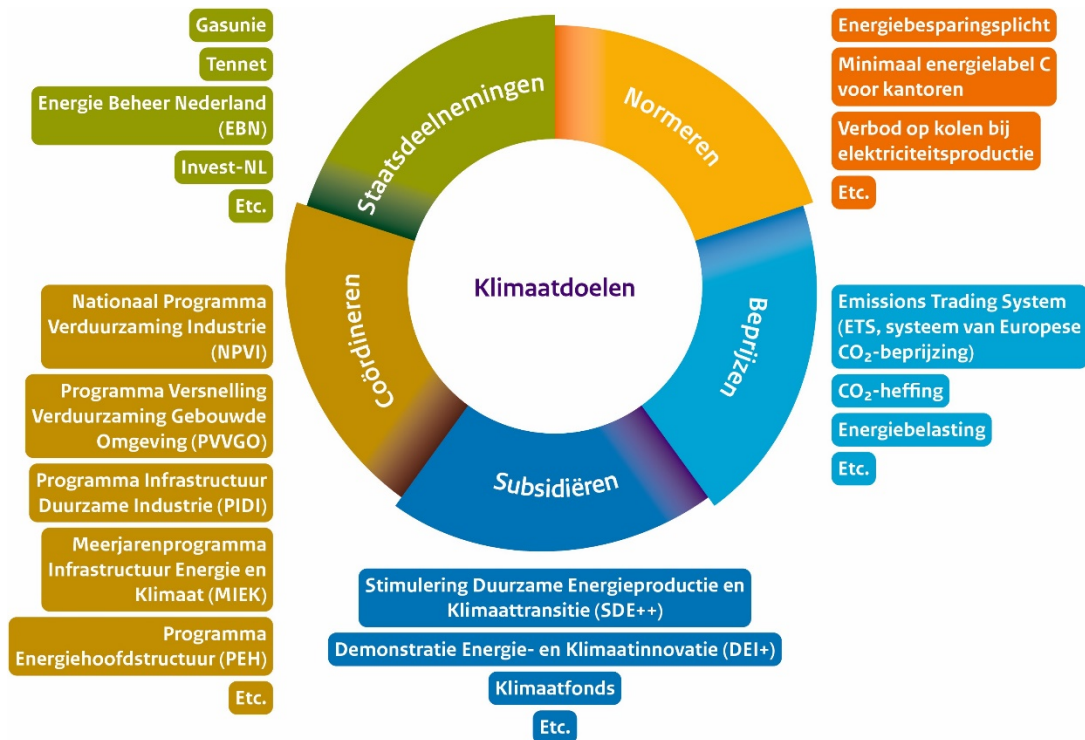 Gasunie
Tennet
Energie Beheer Nederland
(EBN)
Invest-NL
Etc.
Staatsdeelnemingen
Normeren
Energiebesparingsplicht
Minimaal energielabel C
voor kantoren
Verbod op kolen bij
elektriciteitsproductie
Etc.
Klimaatdoelen
Coördineren
Beprijzen
Subsidiëren
Nationaal Programma
Verduurzaming Industrie
(NPVI)
Programma Versnelling
Verduurzaming Gebouwde
Omgeving (PVVGO)
Programma Infrastructuur
Duurzame Industrie (PIDI)
Meerjarenprogramma
Infrastructuur Energie en
Klimaat (MIEK)
Programma
Energiehoofdstructuur (PEH)
Etc.
Emissions Trading System
(ETS, systeem van Europese
CO₂-beprijzing)
CO₂-heffing
Energiebelasting
Etc.
Stimulering Duurzame Energieproductie en
Klimaattransitie (SDE++)
Demonstratie Energie- en Klimaatinnovatie (DEI+)
Klimaatfonds
Etc.